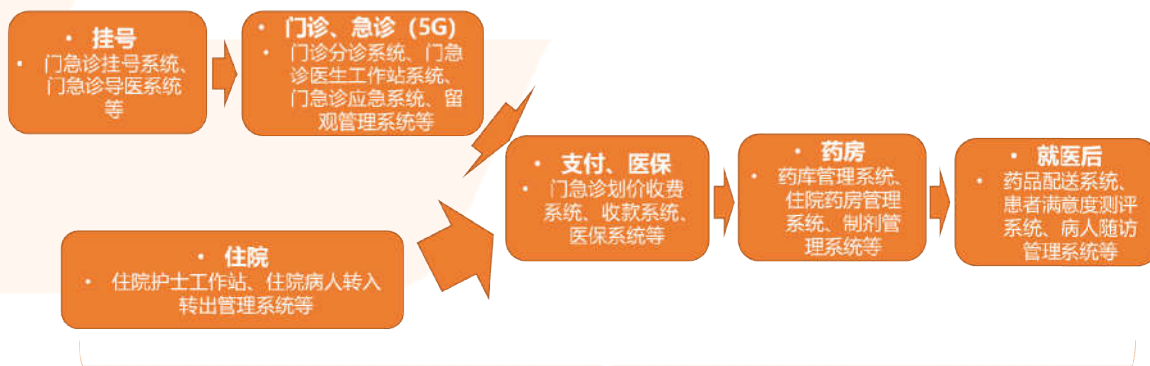 • 挂号
• 门急诊挂号系统、
门急诊导医系统
等
• 门诊、急诊（5G）
• 门诊分诊系统、门急
诊医生工作站系统、
门急诊应急系统、留
观管理系统等
• 住院
• 住院护士工作站、住院病人转入
转出管理系统等
• 支付、医保
• 门急诊划价收费
系统、收款系统、
医保系统等
• 药房
• 药库管理系统、
住院药房管理
系统、制剂管
理系统等
• 就医后
• 药品配送系统、
患者满意度测评
系统、病人随访
管理系统等